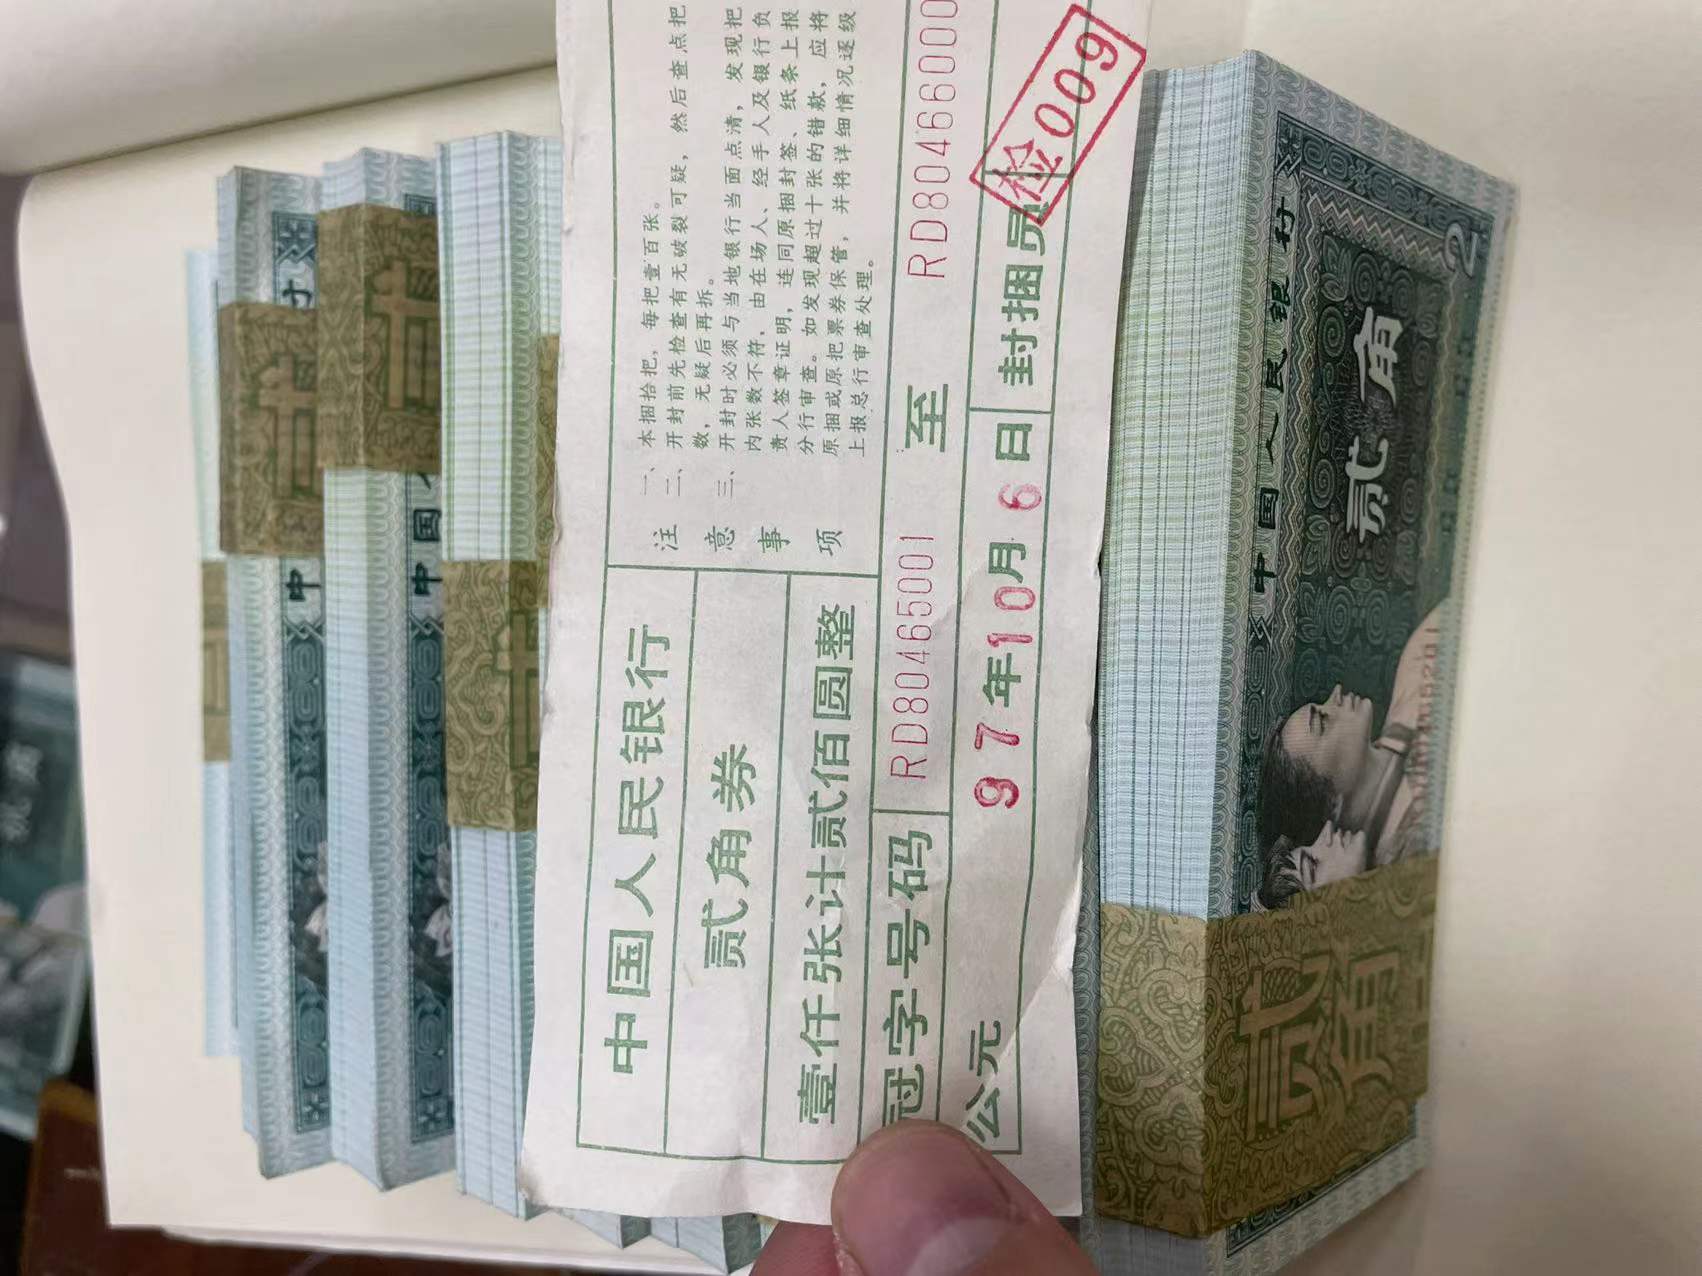 中国人民银行
贰角券
壹仟张计贰佰圆整
注意事项
一、本捆拾把，每把壹百张。
二、开封前先检查有无破裂可疑，然后查点把
数，无疑后再拆。
三、开封时必须与当地银行当面点清，发现把
内张数不符，由在场人、经手人及银行负
责人签章证明，连同原捆封签、纸条上报
分行审查。如发现超过十张的错款，应将
原捆或原把票券保管，并将详细情况逐级
上报总行审查处理。
冠字号码 RD80465001 至 RD80466000
公元 97年10月6日 封捆员 检009
中国人民银行
贰角
2
贰角
中国
中